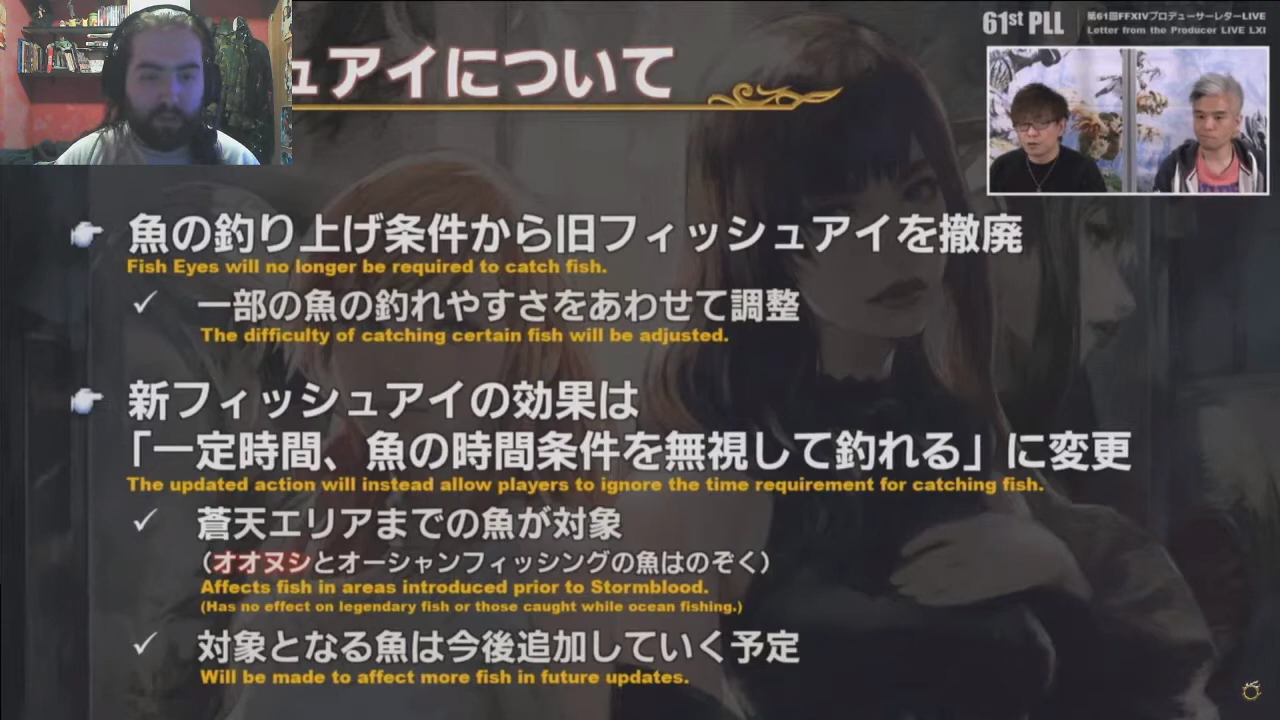 61st PLL
第61回FFXIVプロデューサーレターLIVE
Letter from the Producer LIVE LXI
ュアイについて
魚の釣り上げ条件から旧フィッシュアイを撤廃
Fish Eyes will no longer be required to catch fish.
一部の魚の釣れやすさをあわせて調整
The difficulty of catching certain fish will be adjusted.
新フィッシュアイの効果は
「一定時間、魚の時間条件を無視して釣れる」に変更
The updated action will instead allow players to ignore the time requirement for catching fish.
蒼天エリアまでの魚が対象
（オオヌシとオーシャンフィッシングの魚はのぞく）
Affects fish in areas introduced prior to Stormblood.
(Has no effect on legendary fish or those caught while ocean fishing.)
対象となる魚は今後追加していく予定
Will be made to affect more fish in future updates.